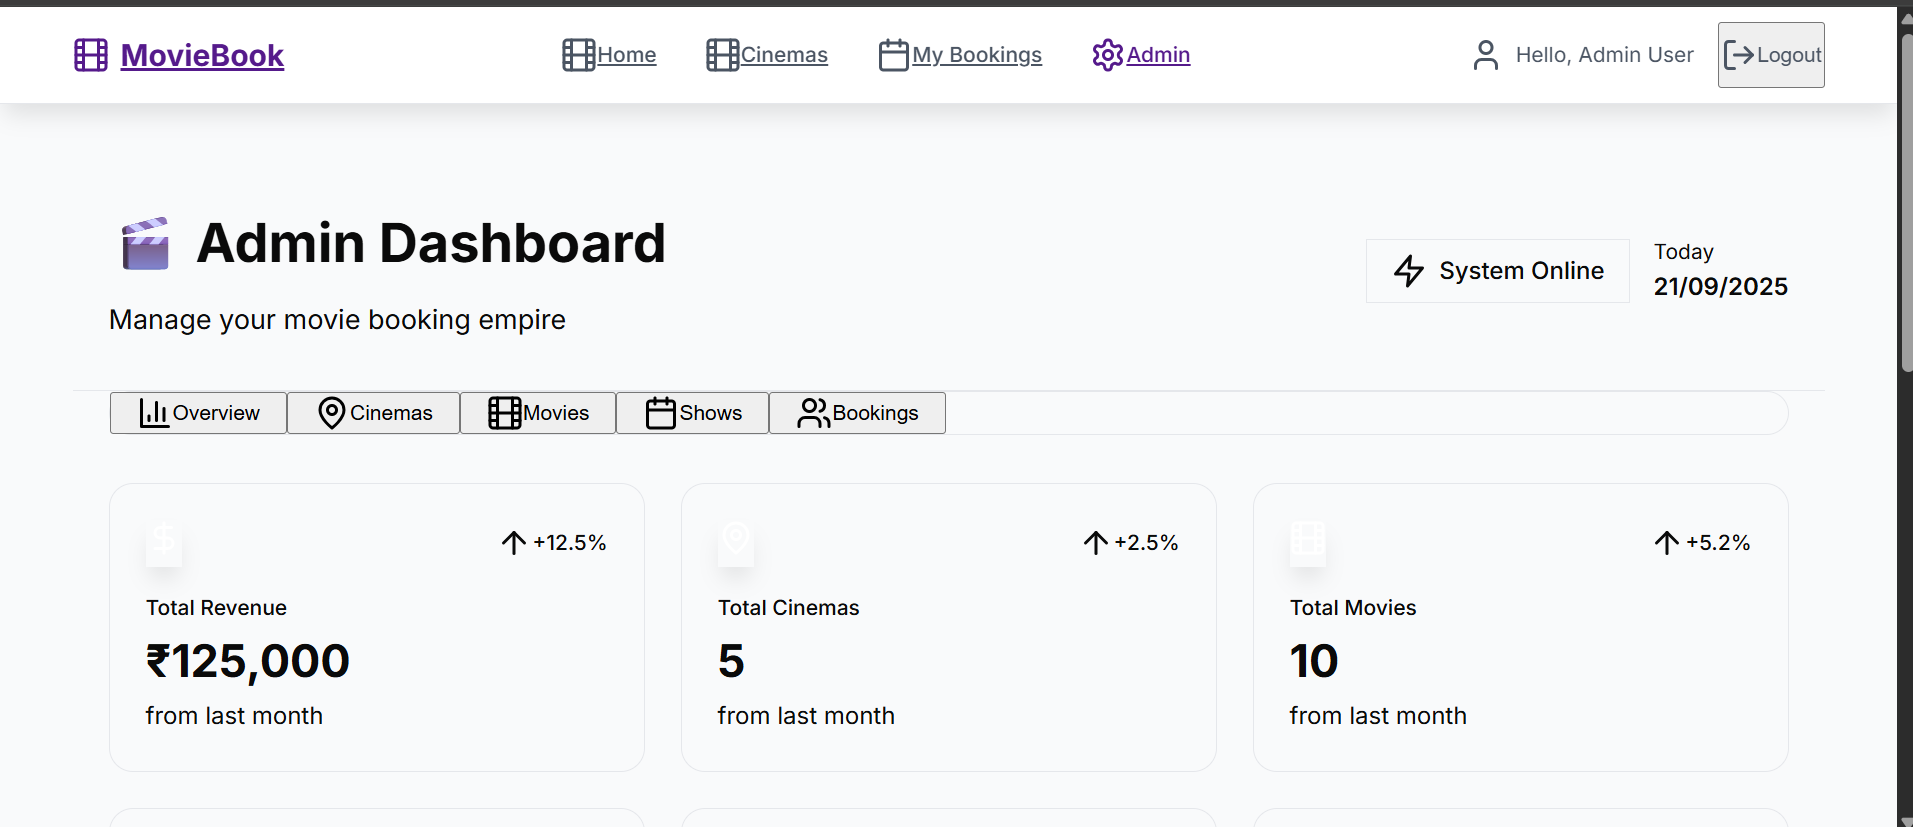 MovieBook Home Cinemas My Bookings Admin Hello, Admin User Logout
Admin Dashboard
Manage your movie booking empire
System Online
Today
21/09/2025
Overview Cinemas Movies Shows Bookings
$
+12.5%
Total Revenue
₹125,000
from last month
+2.5%
Total Cinemas
5
from last month
+5.2%
Total Movies
10
from last month